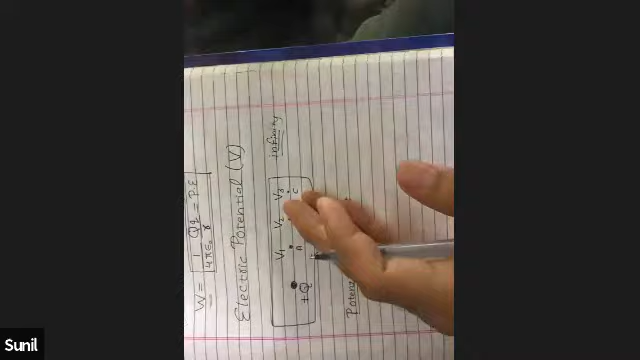 W = 1/4πε₀ Qq/r = P.E
Electric Potential (V)
infinity
V₁ V₂ V₃
A C
+Q
Sunil